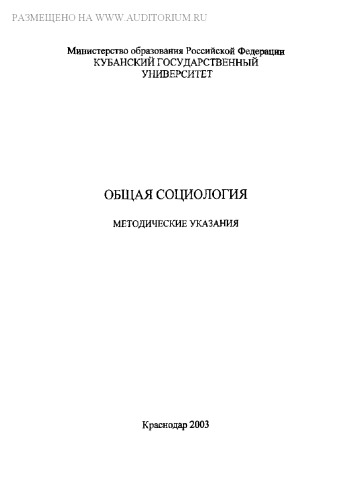 РАЗМЕЩЕНО НА WWW.AUDITORIUM.RU
Министерство образования Российской Федерации
КУБАНСКИЙ ГОСУДАРСТВЕННЫЙ
УНИВЕРСИТЕТ
ОБЩАЯ СОЦИОЛОГИЯ
МЕТОДИЧЕСКИЕ УКАЗАНИЯ
Краснодар 2003